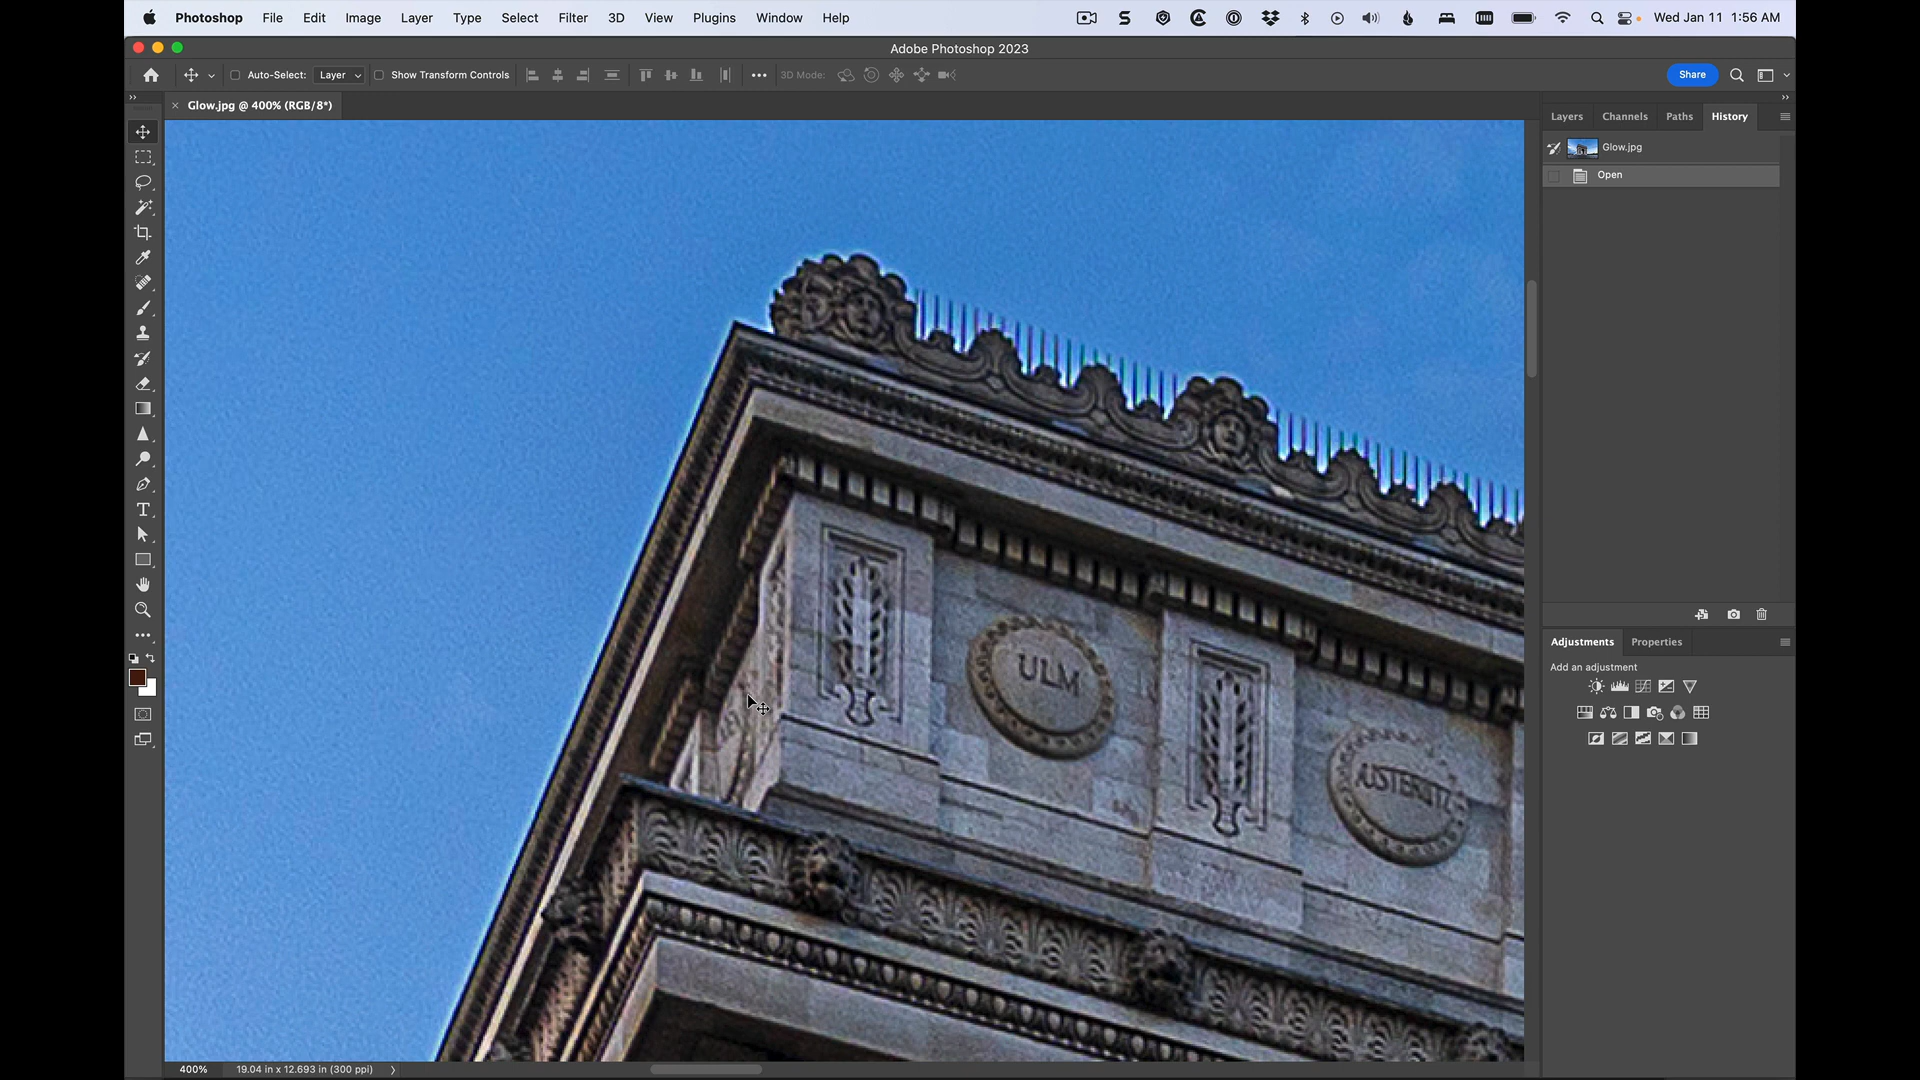 Photoshop File Edit Image Layer Type Select Filter 3D View Plugins Window Help Wed Jan 11 1:56 AM
Adobe Photoshop 2023
Auto-Select: Layer Show Transform Controls 3D Mode: Share
Glow.jpg @ 400% (RGB/8*)
Layers Channels Paths History
Glow.jpg
Open
ULM
Adjustments Properties
Add an adjustment
400% 19.04 in x 12.693 in (300 ppi)